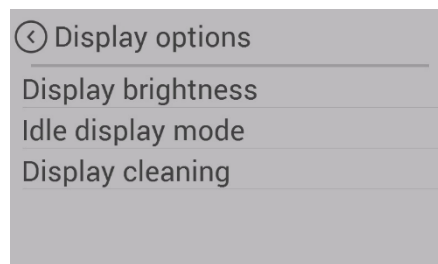 Display options
Display brightness
Idle display mode
Display cleaning